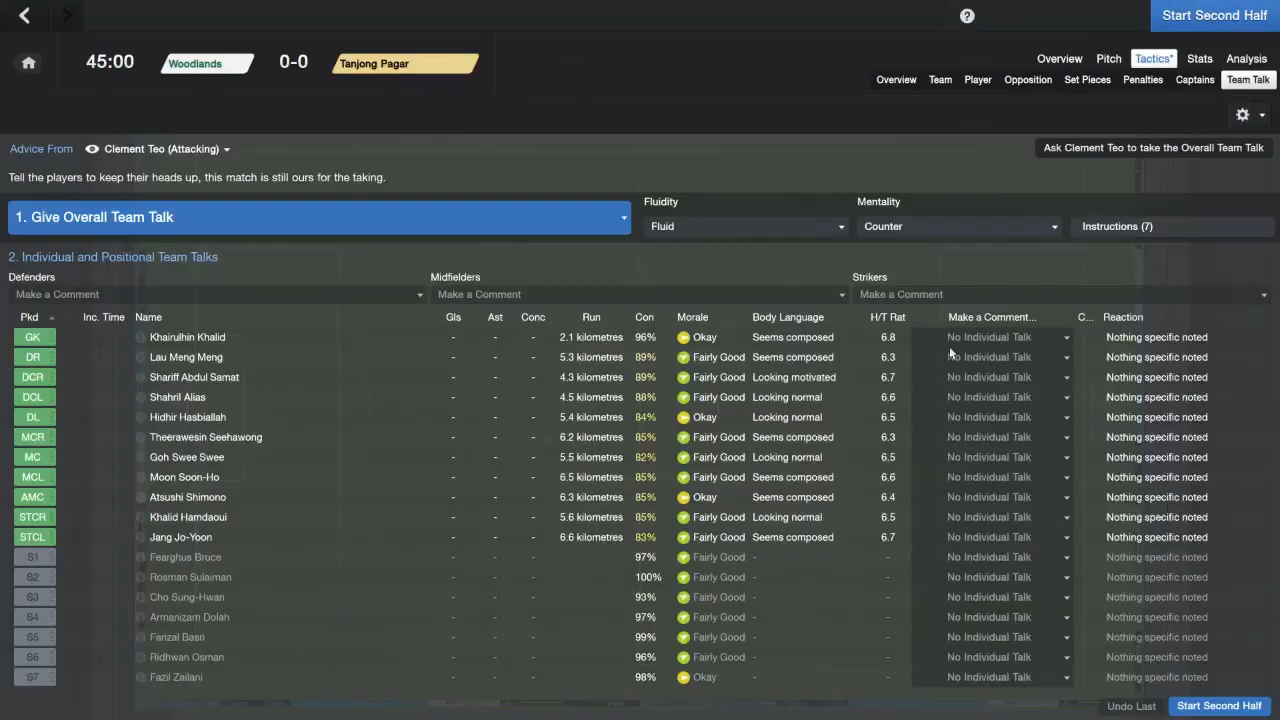 Start Second Half
45:00 Woodlands 0-0 Tanjong Pagar
Overview Pitch Tactics* Stats Analysis
Overview Team Player Opposition Set Pieces Penalties Captains Team Talk
Advice From Clement Teo (Attacking) Ask Clement Teo to take the Overall Team Talk
Tell the players to keep their heads up, this match is still ours for the taking.
Fluidity Mentality
1. Give Overall Team Talk Fluid Counter Instructions (7)
2. Individual and Positional Team Talks
Defenders Midfielders Strikers
Make a Comment Make a Comment Make a Comment
Pkd Inc. Time Name Gls Ast Conc Run Con Morale Body Language H/T Rat Make a Comment... C... Reaction
GK Khairulhin Khalid - - - 2.1 kilometres 96% Okay Seems composed 6.8 No Individual Talk Nothing specific noted
DR Lau Meng Meng - - - 5.3 kilometres 89% Fairly Good Seems composed 6.3 No Individual Talk Nothing specific noted
DCR Shariff Abdul Samat - - - 4.3 kilometres 89% Fairly Good Looking motivated 6.7 No Individual Talk Nothing specific noted
DCL Shahril Alias - - - 4.5 kilometres 88% Fairly Good Looking normal 6.6 No Individual Talk Nothing specific noted
DL Hidhir Hasbiallah - - - 5.4 kilometres 84% Okay Looking normal 6.5 No Individual Talk Nothing specific noted
MCR Theerawesin Seehawong - - - 6.2 kilometres 85% Fairly Good Seems composed 6.3 No Individual Talk Nothing specific noted
MC Goh Swee Swee - - - 5.5 kilometres 82% Fairly Good Looking normal 6.5 No Individual Talk Nothing specific noted
MCL Moon Soon-Ho - - - 6.5 kilometres 85% Fairly Good Seems composed 6.6 No Individual Talk Nothing specific noted
AMC Atsushi Shimono - - - 6.3 kilometres 85% Okay Seems composed 6.4 No Individual Talk Nothing specific noted
STCR Khalid Hamdaoui - - - 5.6 kilometres 85% Fairly Good Looking normal 6.5 No Individual Talk Nothing specific noted
STCL Jang Jo-Yoon - - - 6.6 kilometres 83% Fairly Good Seems composed 6.7 No Individual Talk Nothing specific noted
S1 Fearghus Bruce - - - 97% Fairly Good - - No Individual Talk Nothing specific noted
S2 Rosman Sulaiman - - - 100% Fairly Good - - No Individual Talk Nothing specific noted
S3 Cho Sung-Hwan - - - 93% Fairly Good - - No Individual Talk Nothing specific noted
S4 Armanizam Dolah - - - 97% Fairly Good - - No Individual Talk Nothing specific noted
S5 Farizal Basri - - - 99% Fairly Good - - No Individual Talk Nothing specific noted
S6 Ridhwan Osman - - - 96% Fairly Good - - No Individual Talk Nothing specific noted
S7 Fazil Zailani - - - 98% Okay - - No Individual Talk Nothing specific noted
Undo Last Start Second Half